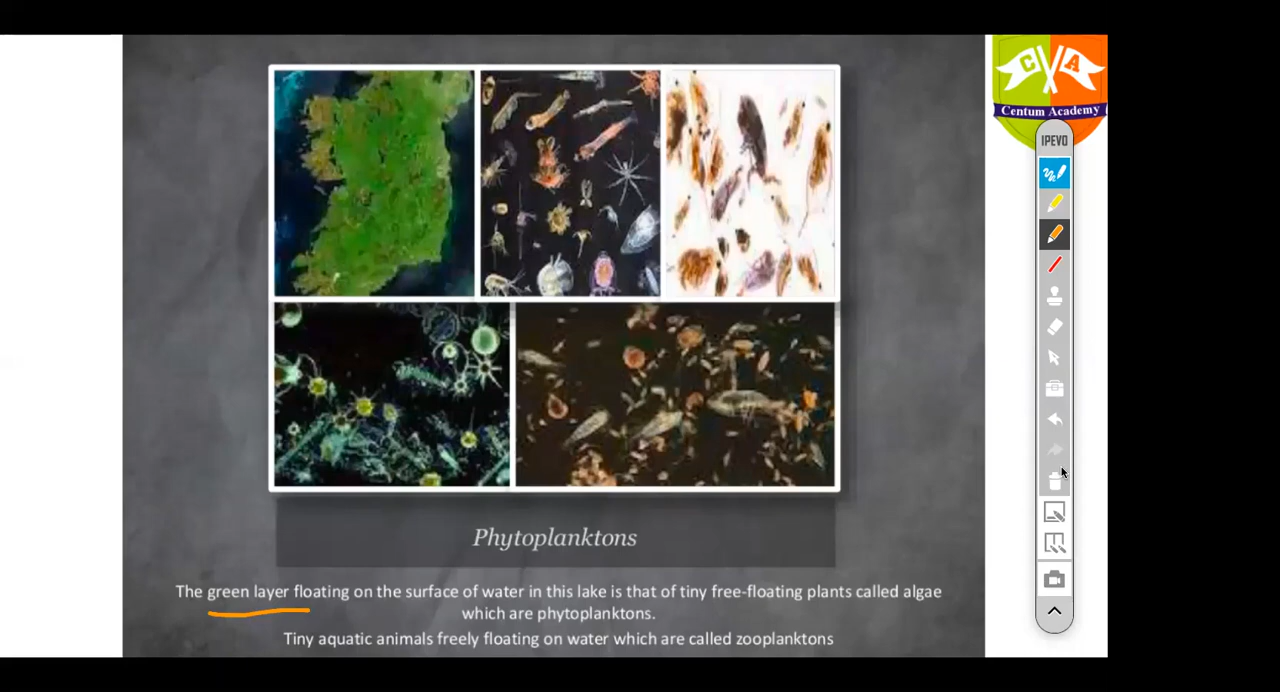 C A
Centum Academy
IPEVO
Phytoplanktons
The green layer floating on the surface of water in this lake is that of tiny free-floating plants called algae
which are phytoplanktons.
Tiny aquatic animals freely floating on water which are called zooplanktons